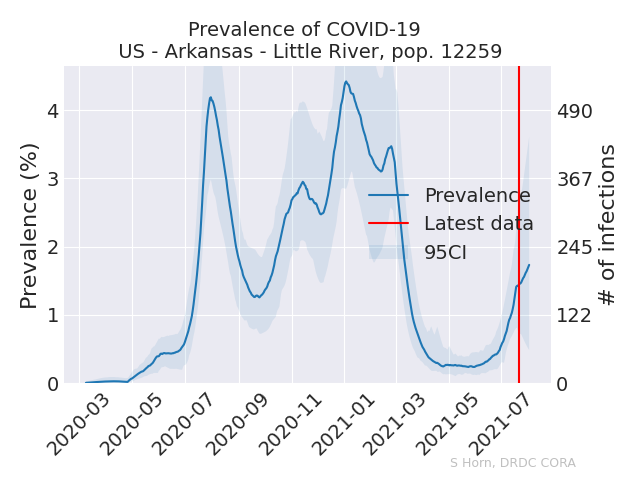 Prevalence of COVID-19
US - Arkansas - Little River, pop. 12259
Prevalence (%)
4
3
2
1
0
490
367
245
122
0
# of infections
Prevalence
Latest data
95CI
2020-03
2020-05
2020-07
2020-09
2020-11
2021-01
2021-03
2021-05
2021-07
S Horn, DRDC CORA